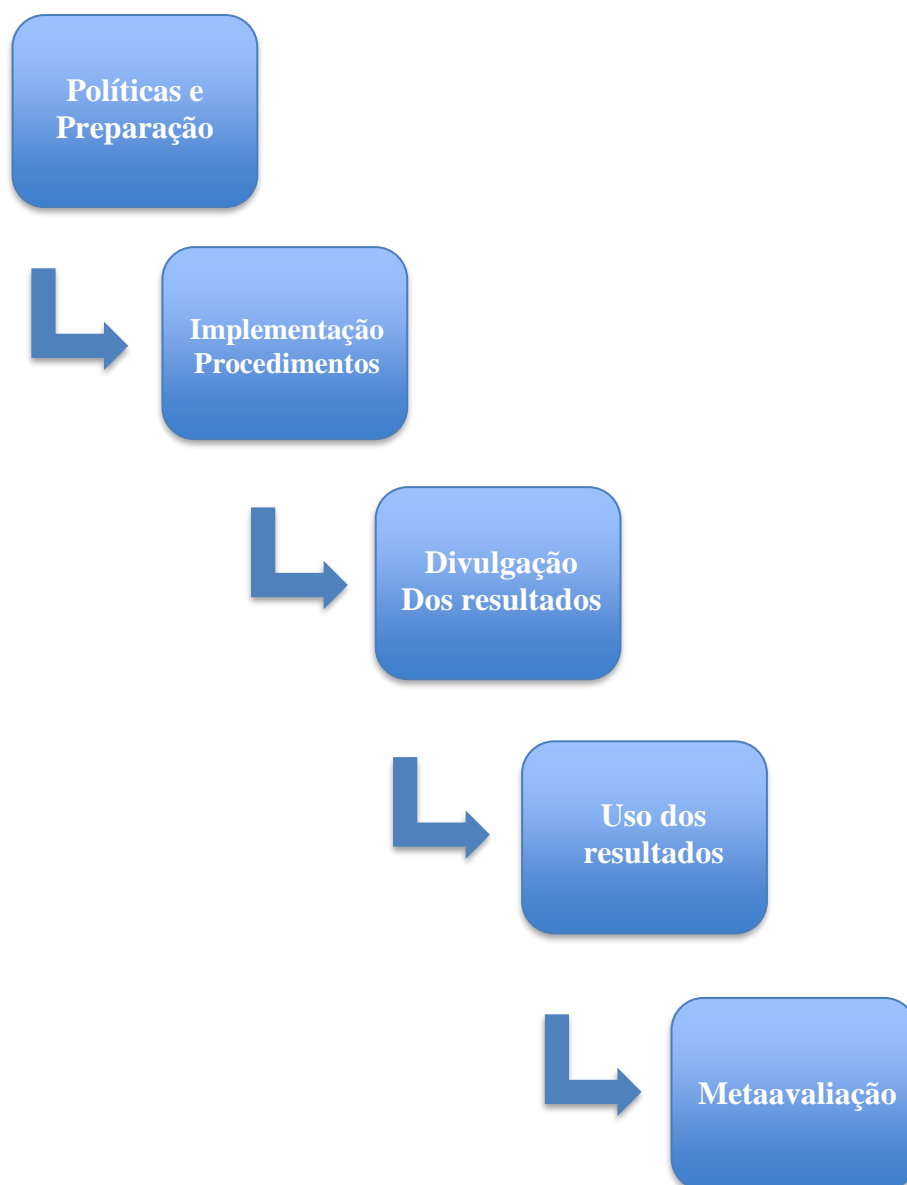 Políticas e
Preparação
Implementação
Procedimentos
Divulgação
Dos resultados
Uso dos
resultados
Metaavaliação